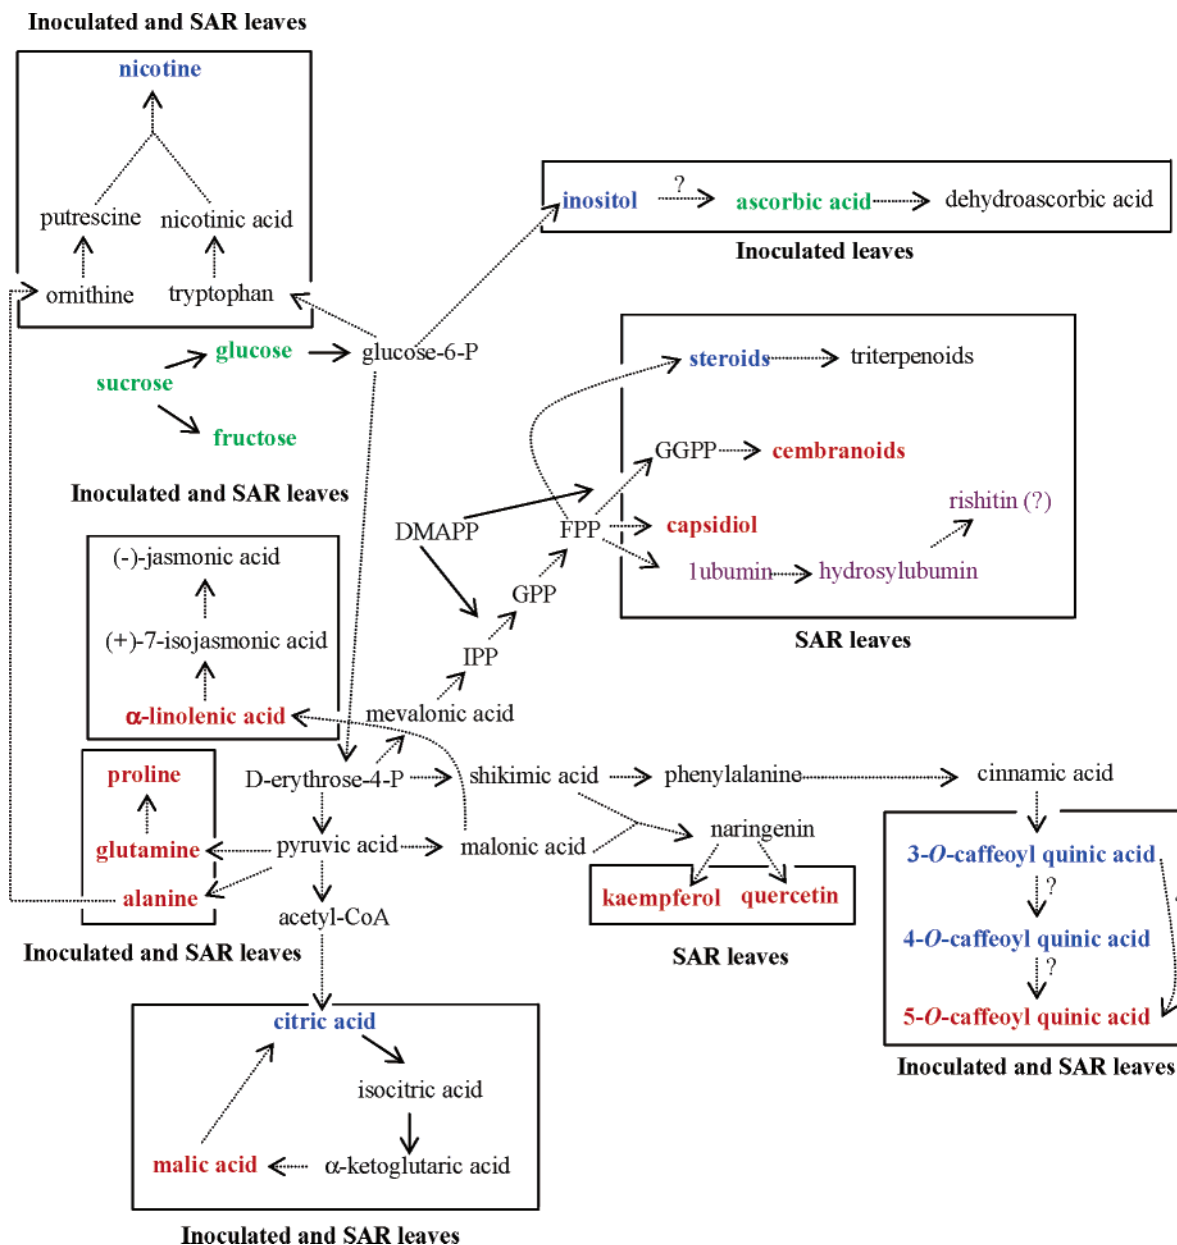 Inoculated and SAR leaves
nicotine
putrescine nicotinic acid
ornithine tryptophan
?
inositol ascorbic acid dehydroascorbic acid
Inoculated leaves
glucose glucose-6-P
sucrose
fructose
Inoculated and SAR leaves
steroids triterpenoids
GGPP cembranoids
rishitin (?)
DMAPP FPP capsidiol
1ubumin hydrosylubumin
GPP
IPP
mevalonic acid
SAR leaves
(-)-jasmonic acid
(+)-7-isojasmonic acid
α-linolenic acid
proline
glutamine
alanine
Inoculated and SAR leaves
D-erythrose-4-P shikimic acid phenylalanine cinnamic acid
pyruvic acid malonic acid naringenin
acetyl-CoA
kaempferol quercetin
SAR leaves
3-O-caffeoyl quinic acid
?
4-O-caffeoyl quinic acid
?
5-O-caffeoyl quinic acid
Inoculated and SAR leaves
citric acid
isocitric acid
malic acid α-ketoglutaric acid
Inoculated and SAR leaves